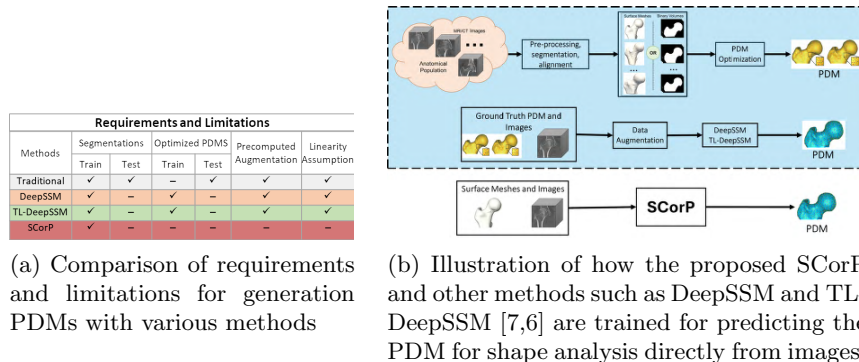 Requirements and Limitations
Methods Segmentations Optimized PDMS Precomputed Augmentation Linearity Assumption
Train Test Train Test
Traditional ✓ ✓ – ✓ ✓ ✓
DeepSSM ✓ – ✓ – ✓ ✓
TL-DeepSSM ✓ – ✓ – ✓ ✓
SCorP ✓ – – – – –
(a) Comparison of requirements
and limitations for generation
PDMs with various methods
MRI/CT Images
Anatomical
Population
Pre-processing,
segmentation,
alignment
Surface Meshes Binary Volumes
OR
PDM
Optimization
PDM
Ground Truth PDM and
Images
Data
Augmentation
DeepSSM
TL-DeepSSM
PDM
Surface Meshes and Images
SCorP
PDM
(b) Illustration of how the proposed SCorP
and other methods such as DeepSSM and TL-
DeepSSM [7,6] are trained for predicting the
PDM for shape analysis directly from images